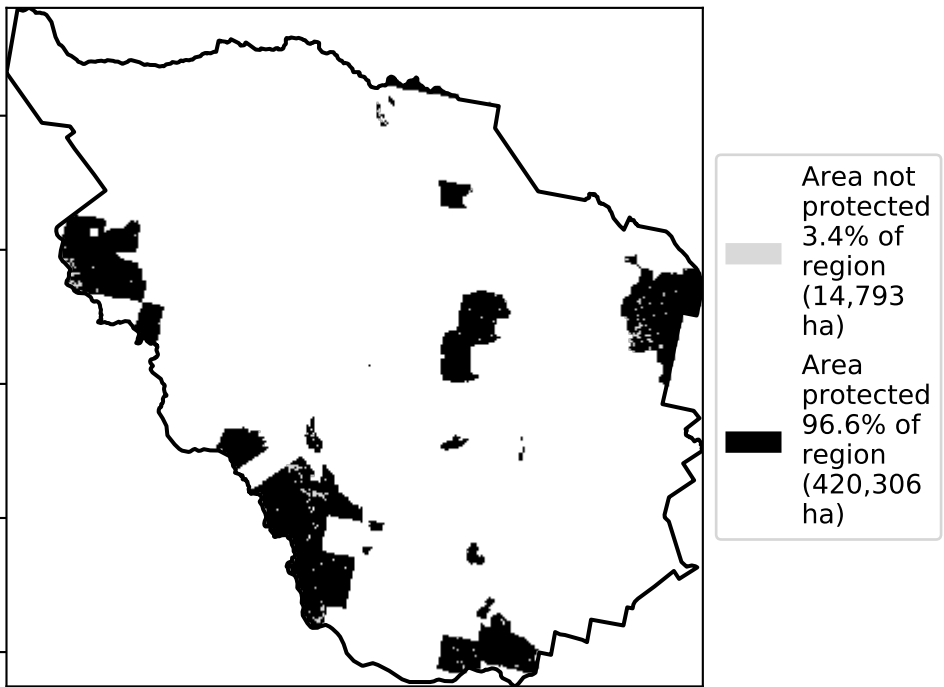 Area not
protected
3.4% of
region
(14,793
ha)
Area
protected
96.6% of
region
(420,306
ha)